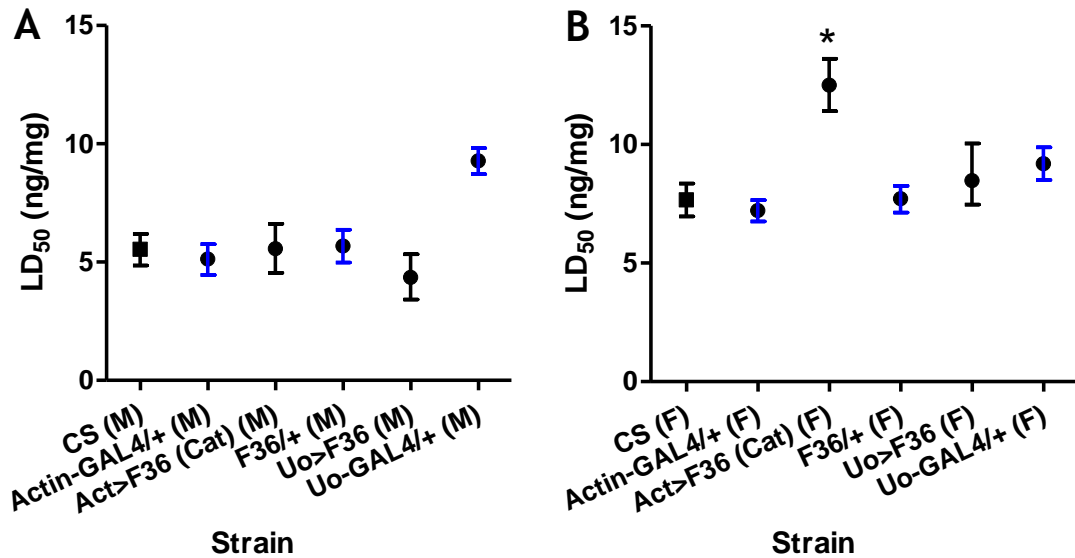 A
15
10
5
0
LD50 (ng/mg)
CS (M)
Actin-GAL4/+ (M)
Act>F36 (Cat) (M)
F36/+ (M)
Uo>F36 (M)
Uo-GAL4/+ (M)
Strain
B
15
10
5
0
LD50 (ng/mg)
*
CS (F)
Actin-GAL4/+ (F)
Act>F36 (Cat) (F)
F36/+ (F)
Uo>F36 (F)
Uo-GAL4/+ (F)
Strain